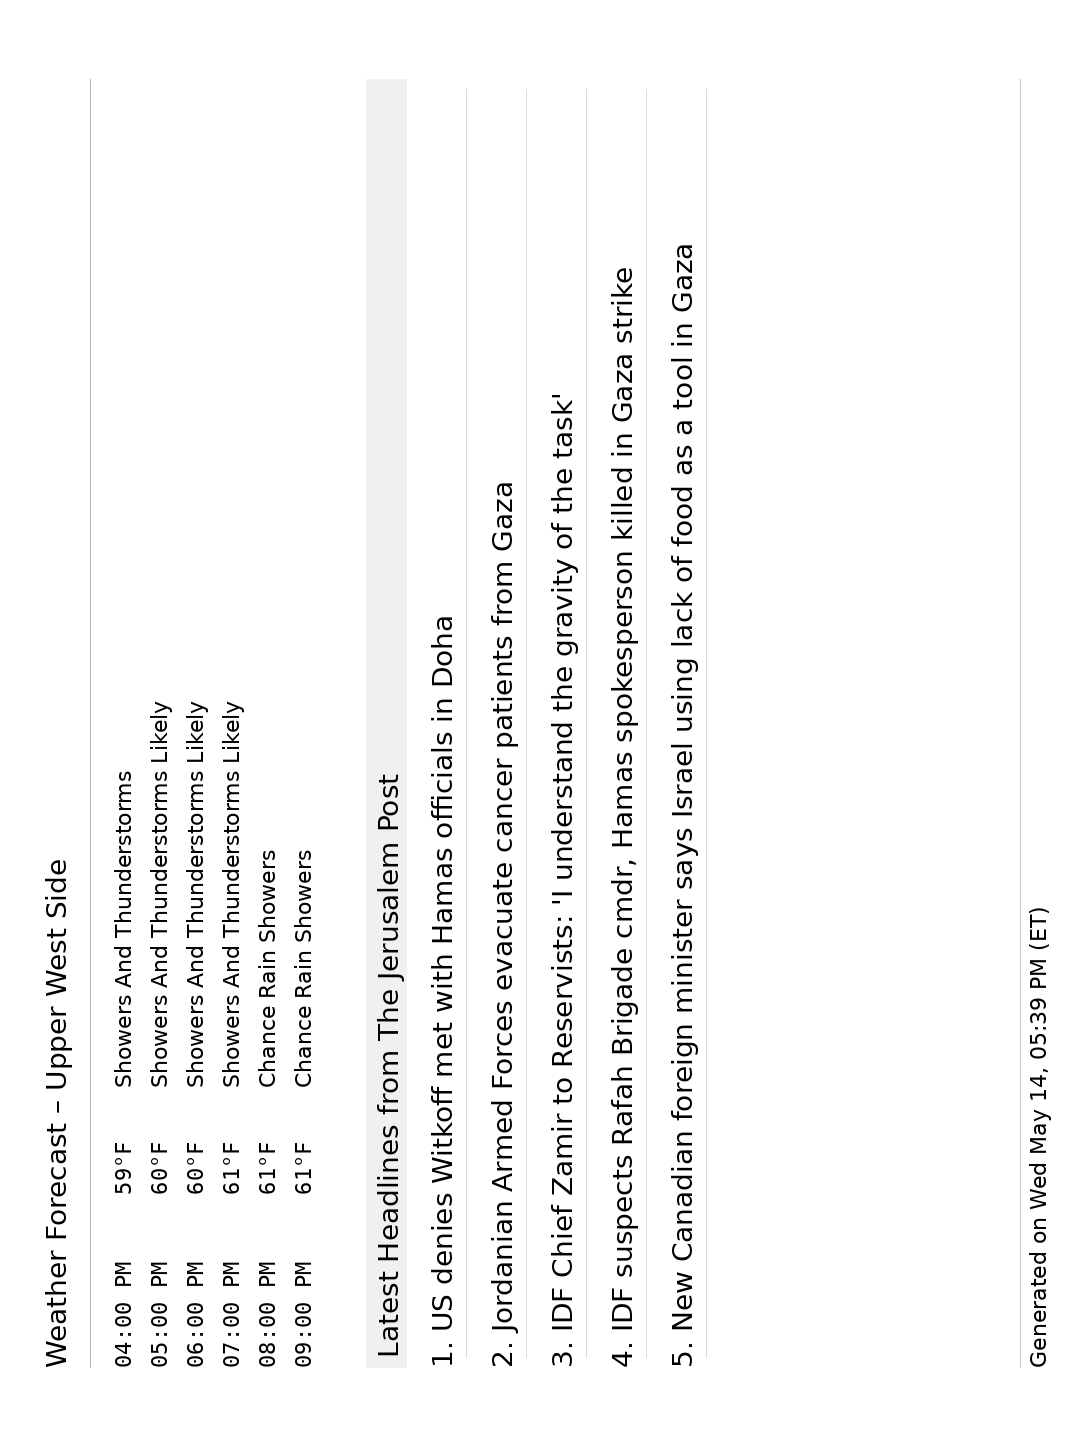 Weather Forecast – Upper West Side
04:00 PM 59°F Showers And Thunderstorms
05:00 PM 60°F Showers And Thunderstorms Likely
06:00 PM 60°F Showers And Thunderstorms Likely
07:00 PM 61°F Showers And Thunderstorms Likely
08:00 PM 61°F Chance Rain Showers
09:00 PM 61°F Chance Rain Showers
Latest Headlines from The Jerusalem Post
1. US denies Witkoff met with Hamas officials in Doha
2. Jordanian Armed Forces evacuate cancer patients from Gaza
3. IDF Chief Zamir to Reservists: 'I understand the gravity of the task'
4. IDF suspects Rafah Brigade cmdr, Hamas spokesperson killed in Gaza strike
5. New Canadian foreign minister says Israel using lack of food as a tool in Gaza
Generated on Wed May 14, 05:39 PM (ET)